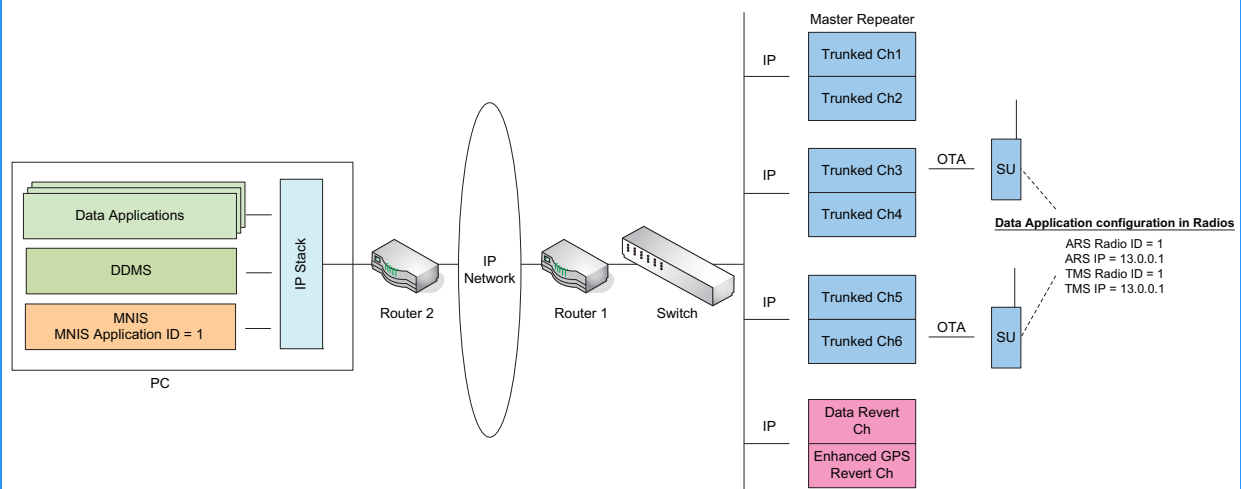 Master Repeater
IP
Trunked Ch1
Trunked Ch2
IP
Trunked Ch3
Trunked Ch4
OTA
SU
Data Application configuration in Radios
ARS Radio ID = 1
ARS IP = 13.0.0.1
TMS Radio ID = 1
TMS IP = 13.0.0.1
Data Applications
DDMS
MNIS
MNIS Application ID = 1
IP Stack
PC
Router 2
IP
Network
Router 1
Switch
IP
Trunked Ch5
Trunked Ch6
OTA
SU
IP
Data Revert
Ch
Enhanced GPS
Revert Ch